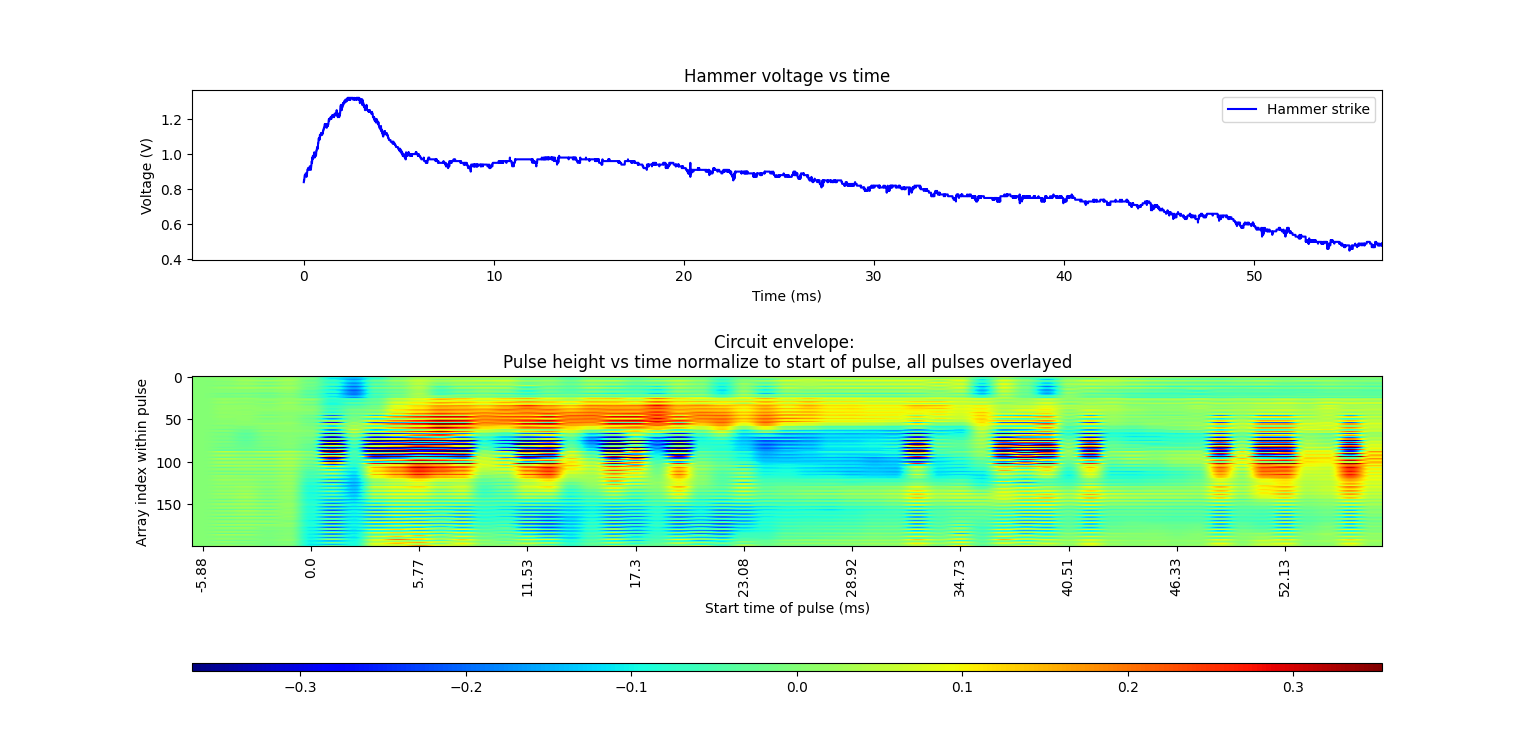 Hammer voltage vs time
Hammer strike
Voltage (V)
1.2
1.0
0.8
0.6
0.4
0 10 20 30 40 50
Time (ms)
Circuit envelope:
Pulse height vs time normalize to start of pulse, all pulses overlayed
Array index within pulse
0
50
100
150
-5.88 0.0 5.77 11.53 17.3 23.08 28.92 34.73 40.51 46.33 52.13
Start time of pulse (ms)
−0.3 −0.2 −0.1 0.0 0.1 0.2 0.3